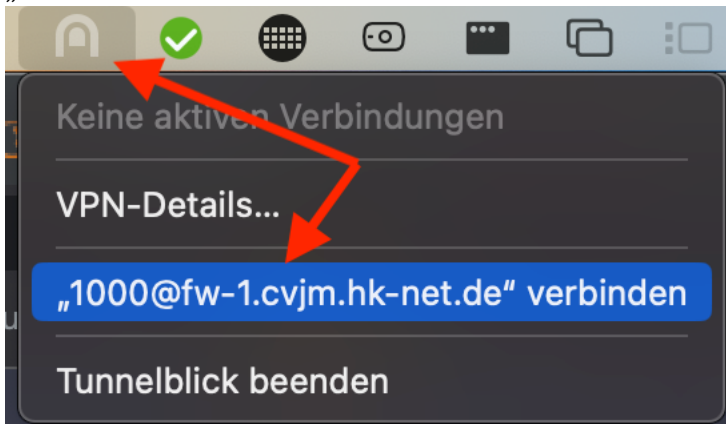 Keine aktiven Verbindungen
VPN-Details...
„1000@fw-1.cvjm.hk-net.de“ verbinden
Tunnelblick beenden